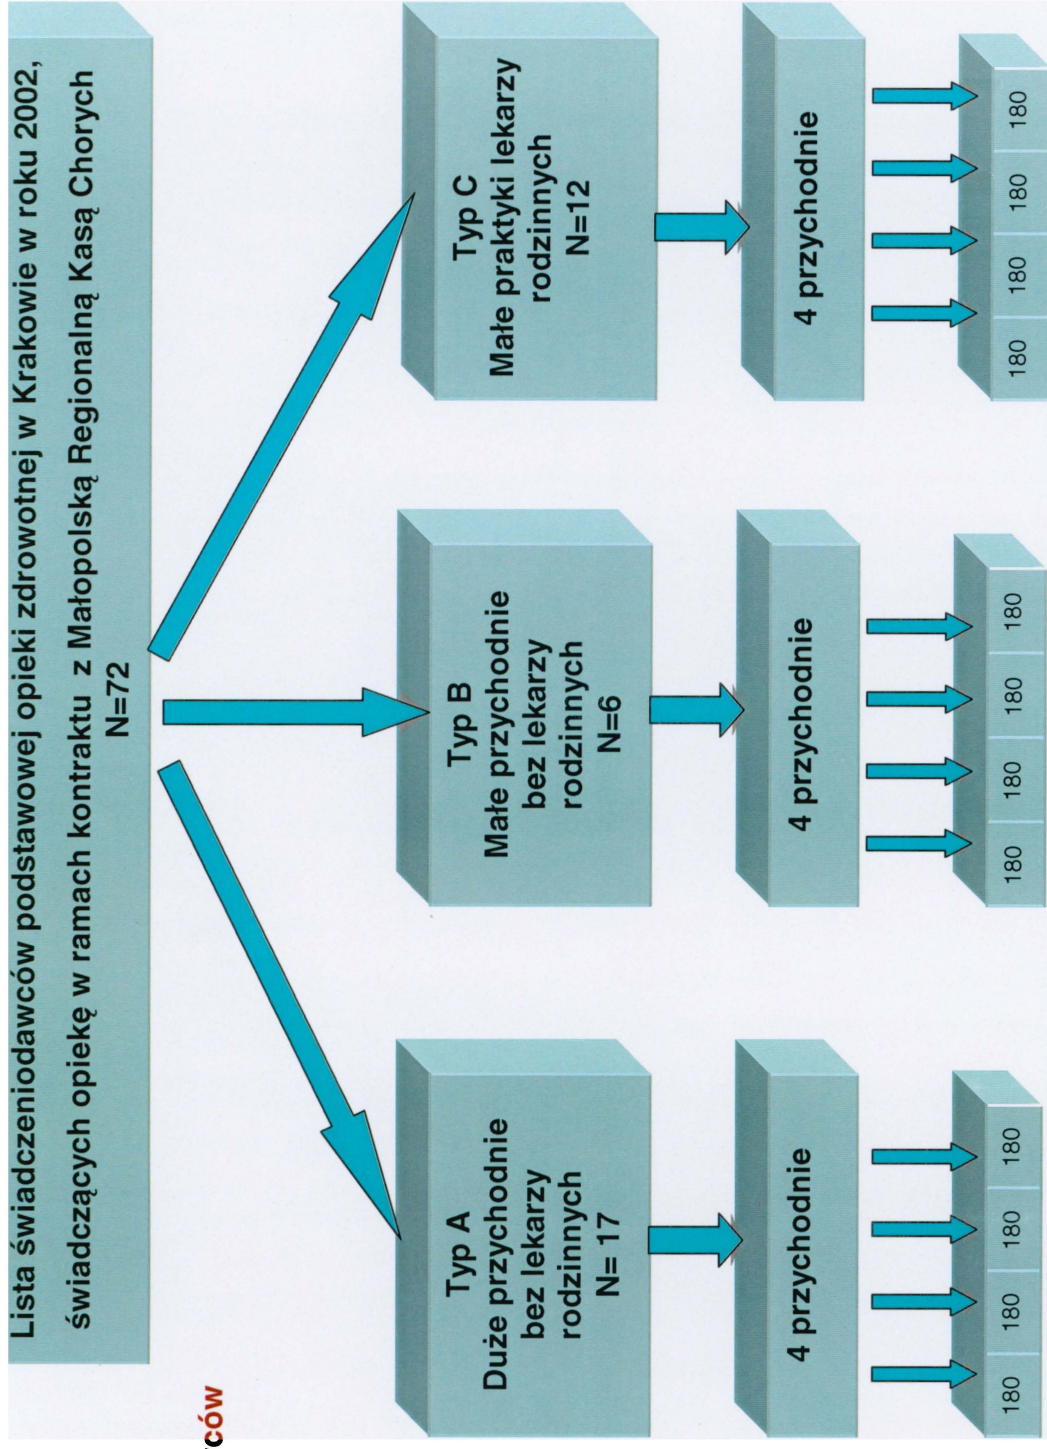 Lista świadczeniodawców podstawowej opieki zdrowotnej w Krakowie w roku 2002,
świadczących opiekę w ramach kontraktu z Małopolską Regionalną Kasą Chorych
N=72
ców
Typ A
Duże przychodnie
bez lekarzy
rodzinnych
N= 17
Typ B
Małe przychodnie
bez lekarzy
rodzinnych
N=6
Typ C
Małe praktyki lekarzy
rodzinnych
N=12
4 przychodnie
4 przychodnie
4 przychodnie
180 180 180 180
180 180 180 180
180 180 180 180